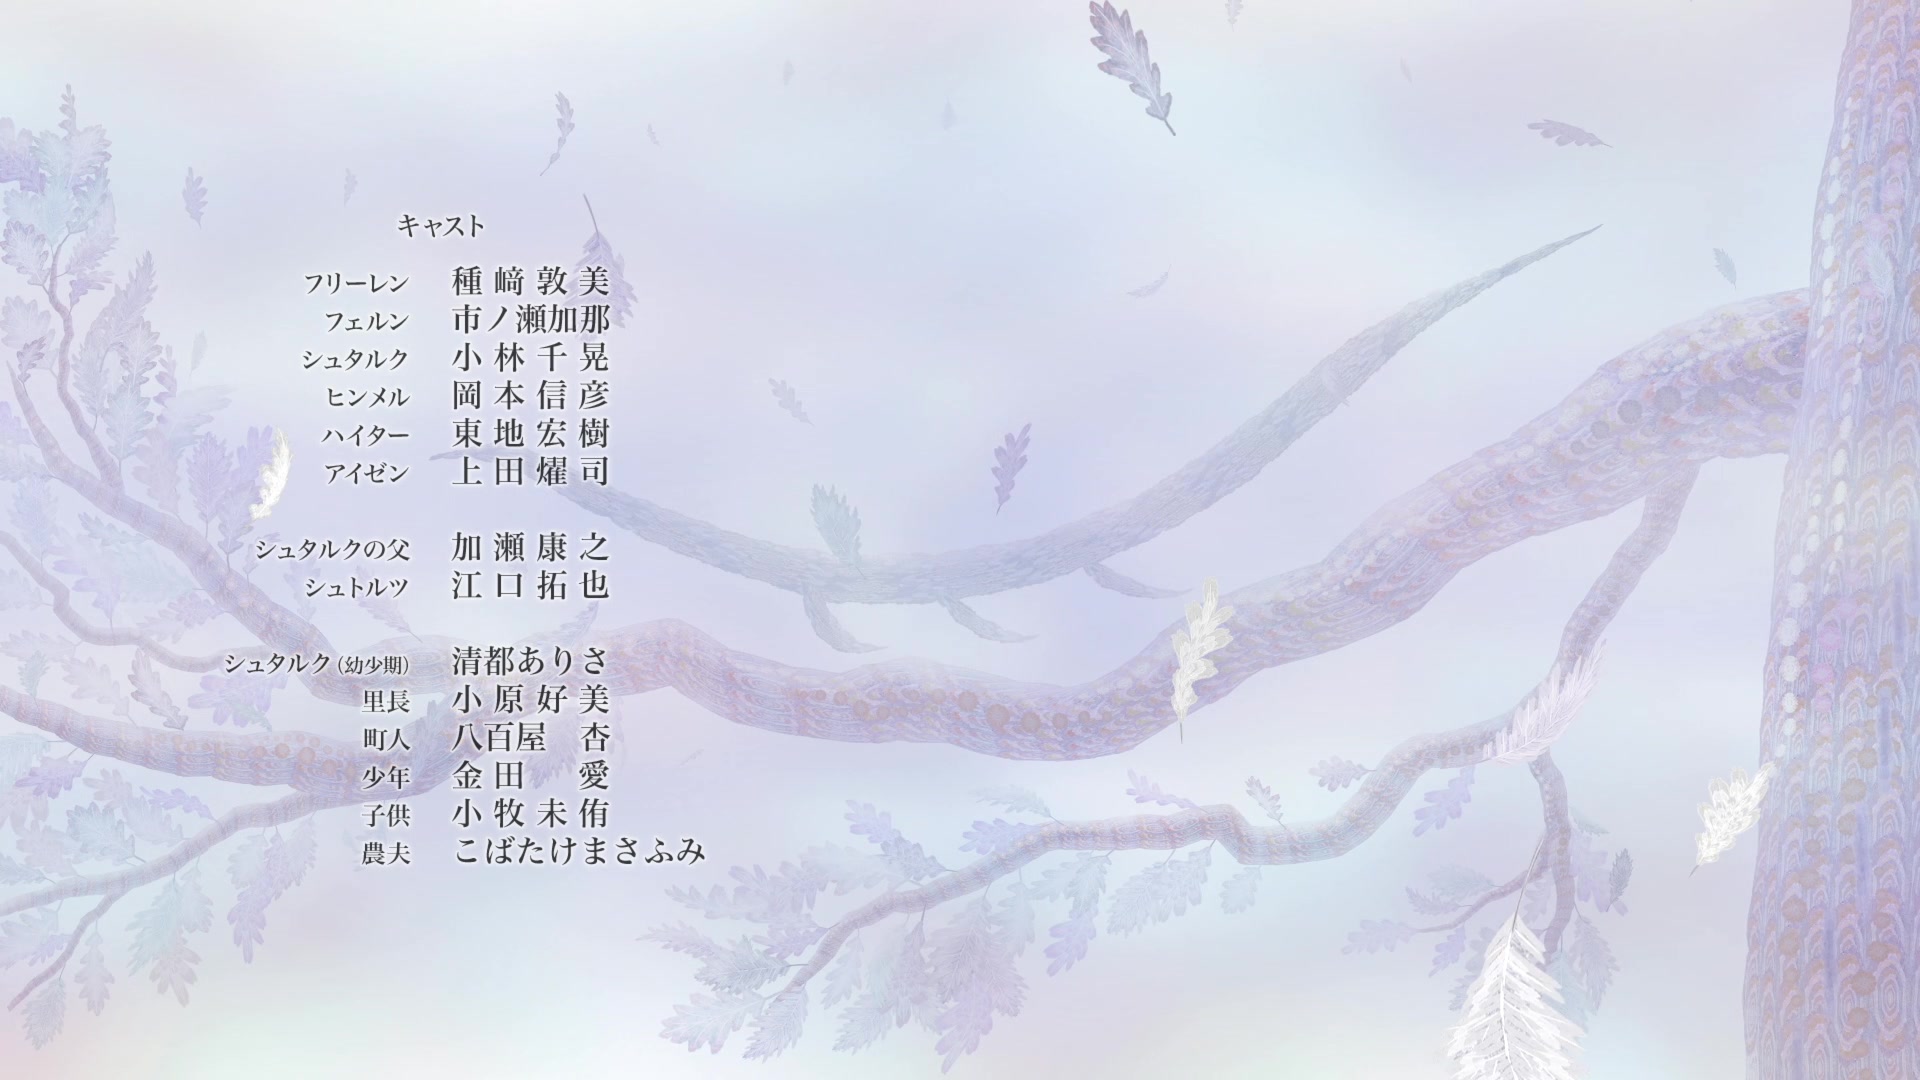 キャスト
フリーレン 種﨑敦美
フェルン 市ノ瀬加那
シュタルク 小林千晃
ヒンメル 岡本信彦
ハイター 東地宏樹
アイゼン 上田燿司
シュタルクの父 加瀬康之
シュトルツ 江口拓也
シュタルク（幼少期） 清都ありさ
里長 小原好美
町人 八百屋 杏
少年 金田 愛
子供 小牧未侑
農夫 こばたけまさふみ